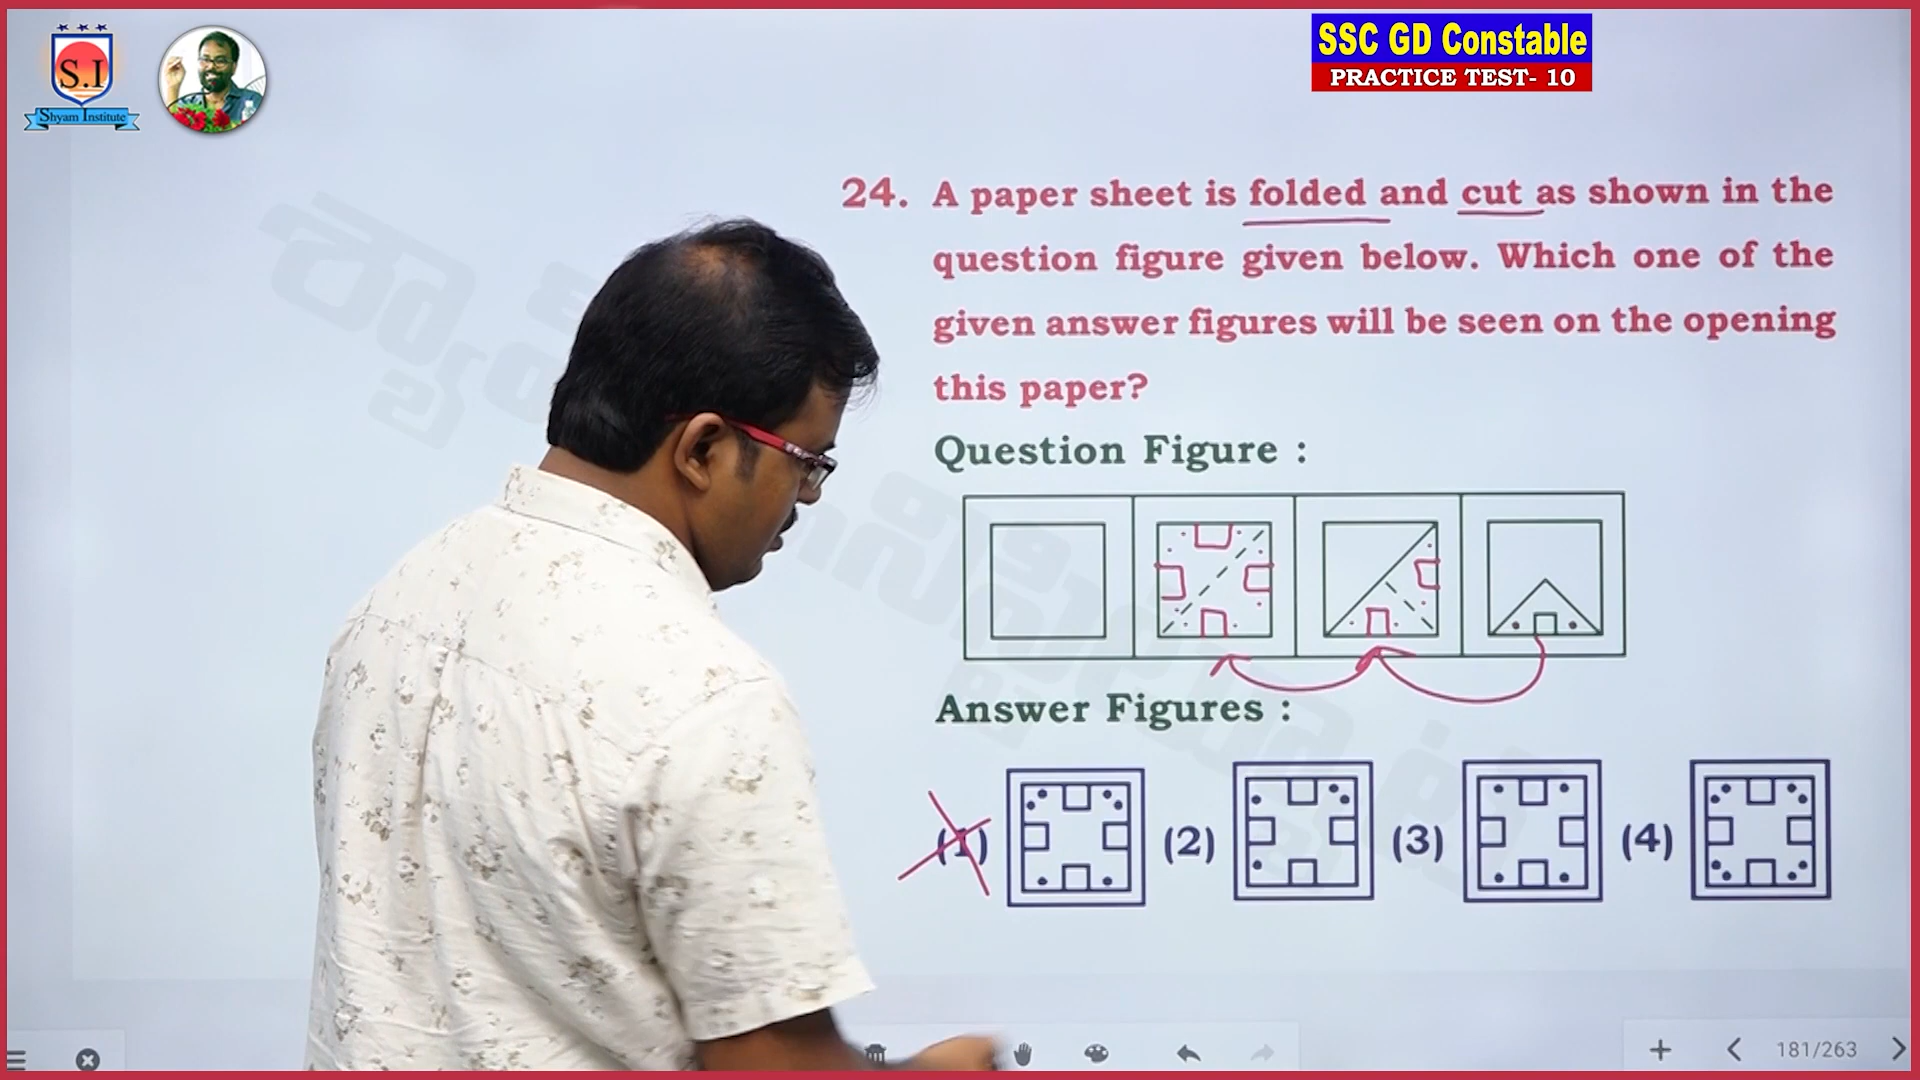 S.I
Shyam Institute
SSC GD Constable
PRACTICE TEST- 10
24. A paper sheet is folded and cut as shown in the
question figure given below. Which one of the
given answer figures will be seen on the opening
this paper?
Question Figure :
Answer Figures :
(1) (2) (3) (4)
181/263